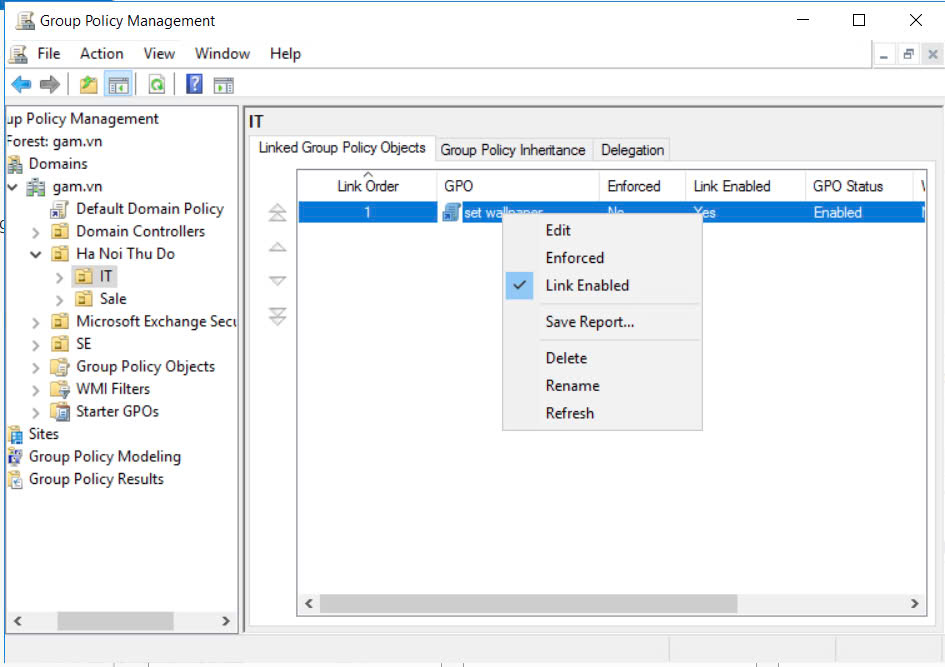 Group Policy Management
File Action View Window Help
up Policy Management
Forest: gam.vn
Domains
gam.vn
Default Domain Policy
Domain Controllers
Ha Noi Thu Do
IT
Sale
Microsoft Exchange Secu
SE
Group Policy Objects
WMI Filters
Starter GPOs
Sites
Group Policy Modeling
Group Policy Results
IT
Linked Group Policy Objects Group Policy Inheritance Delegation
Link Order GPO Enforced Link Enabled GPO Status
1 set wallpaper No Yes Enabled
Edit
Enforced
Link Enabled
Save Report...
Delete
Rename
Refresh